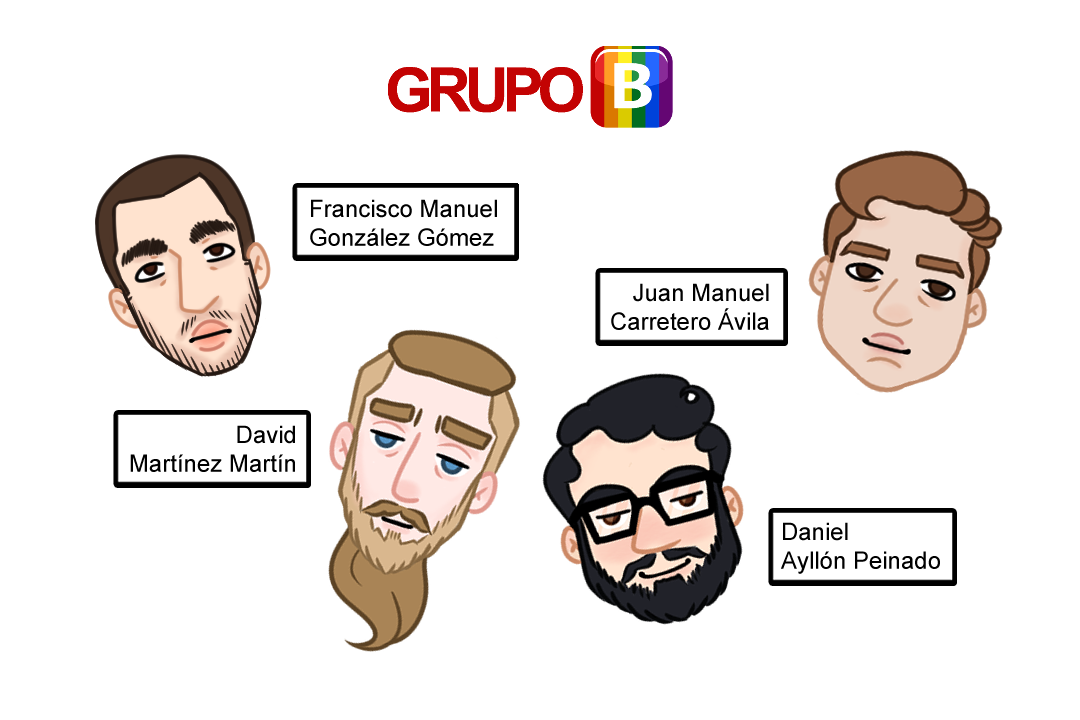 GRUPO B
Francisco Manuel
González Gómez
Juan Manuel
Carretero Ávila
David
Martínez Martín
Daniel
Ayllón Peinado